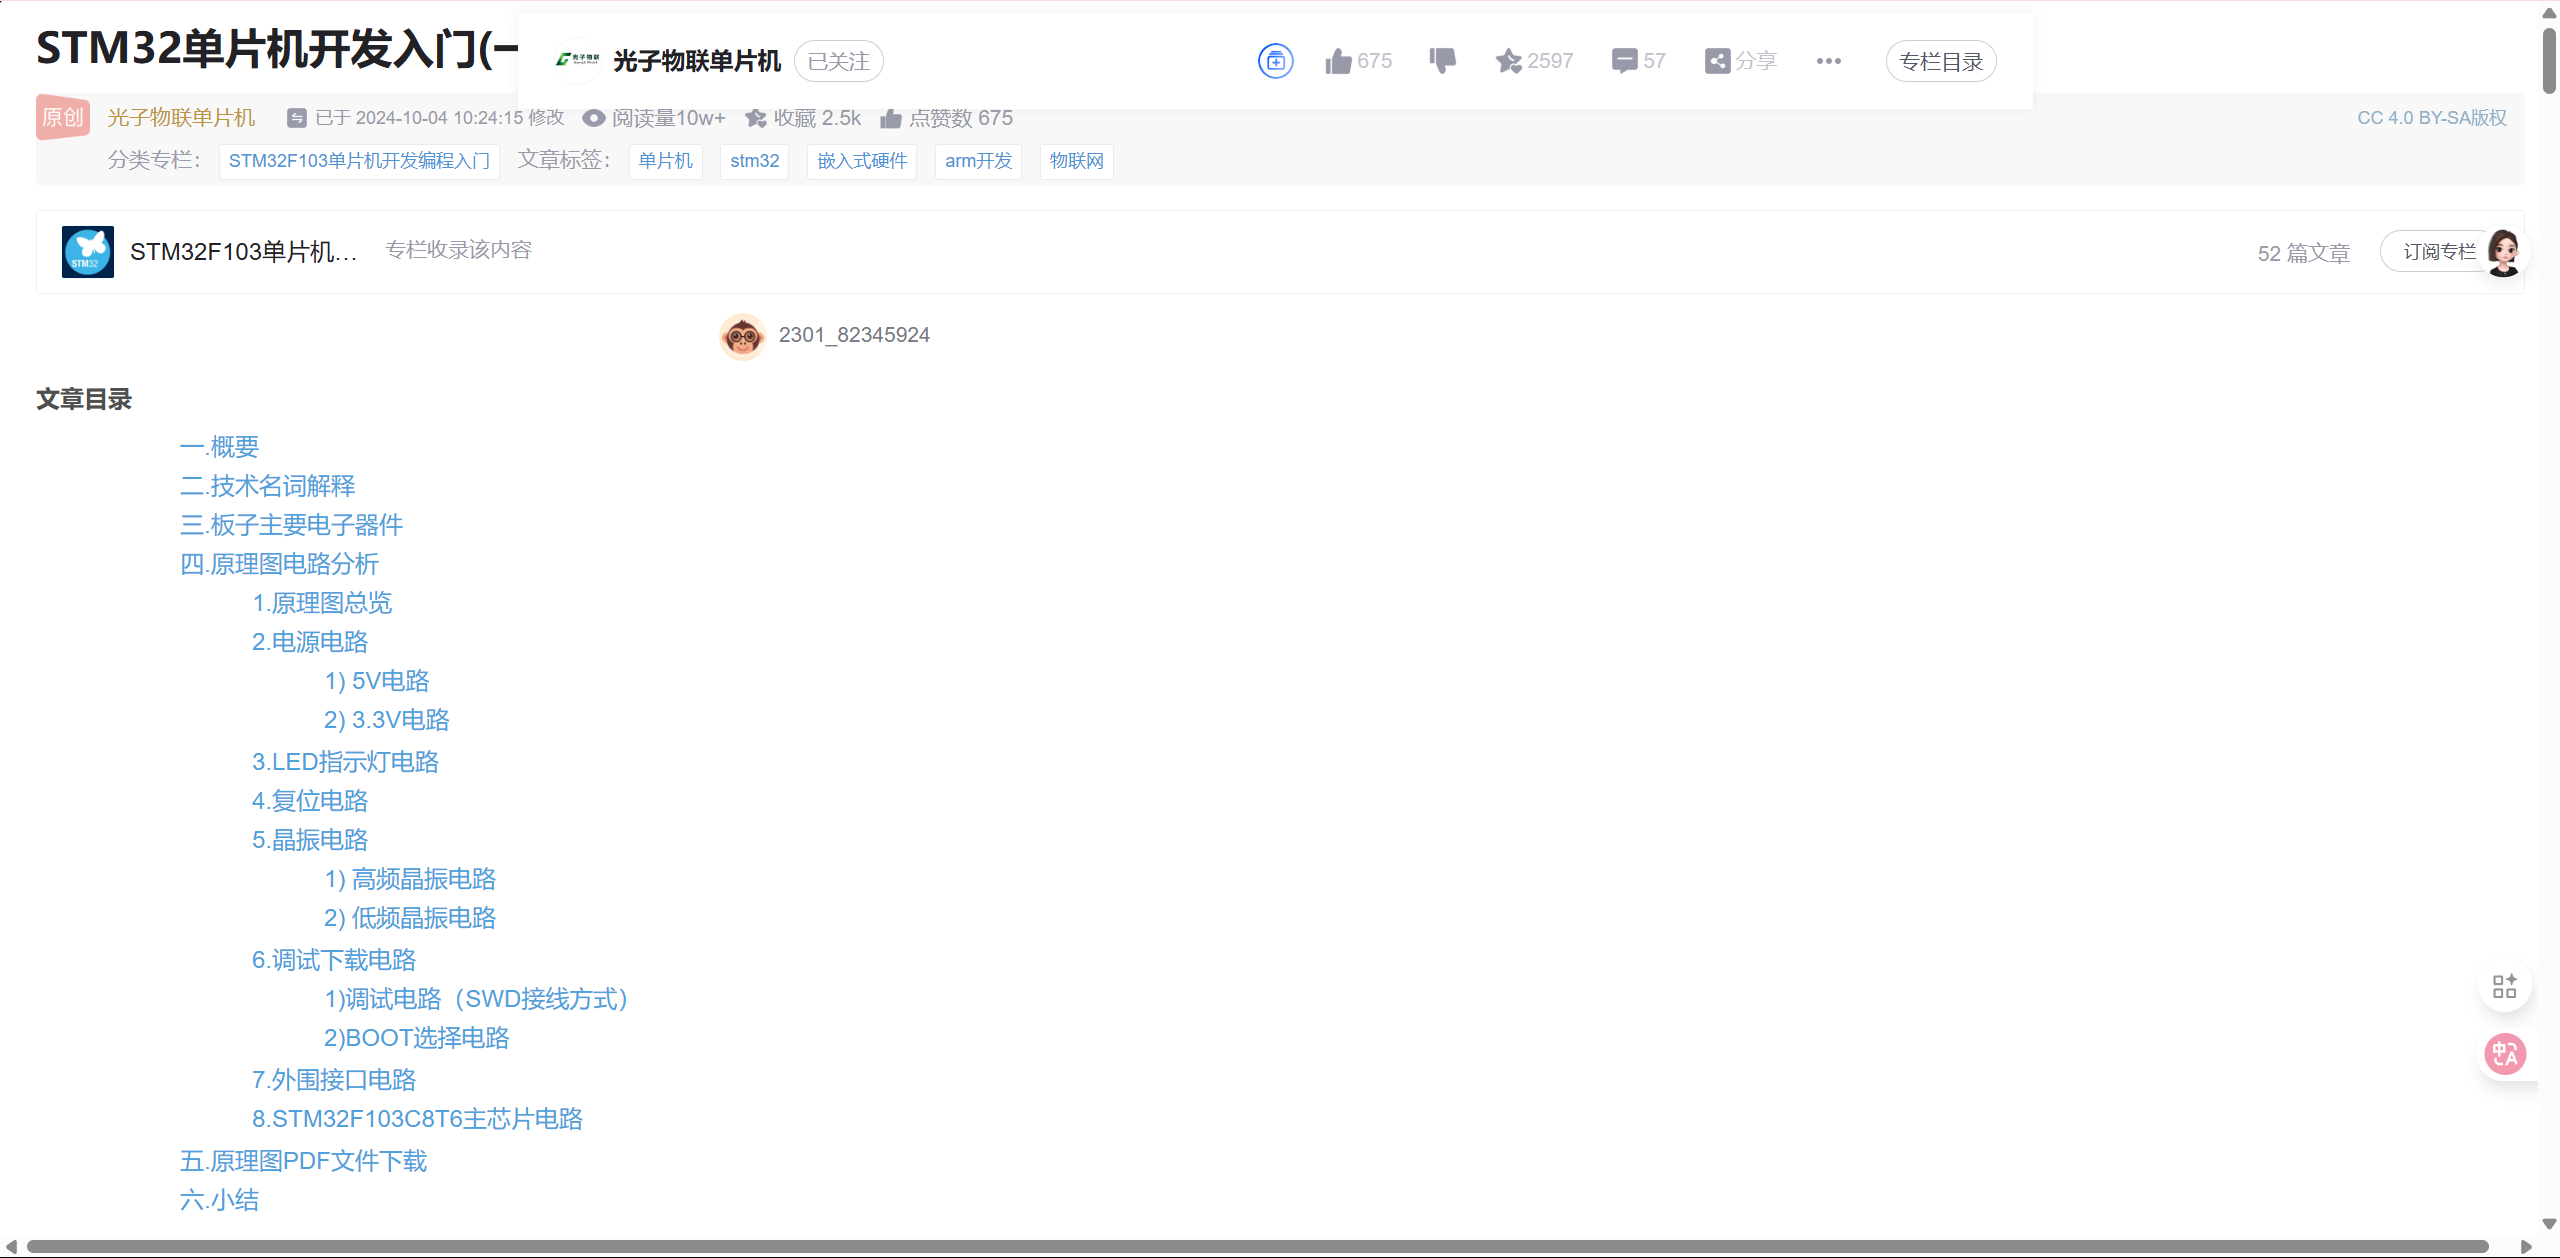 STM32单片机开发入门(一
光子物联单片机 已关注 675 2597 57 分享 ••• 专栏目录
原创 光子物联单片机 已于 2024-10-04 10:24:15 修改 阅读量10w+ 收藏 2.5k 点赞数 675 CC 4.0 BY-SA版权
分类专栏： STM32F103单片机开发编程入门 文章标签： 单片机 stm32 嵌入式硬件 arm开发 物联网
STM32 STM32F103单片机… 专栏收录该内容 52 篇文章 订阅专栏
2301_82345924
文章目录
一.概要
二.技术名词解释
三.板子主要电子器件
四.原理图电路分析
1.原理图总览
2.电源电路
1) 5V电路
2) 3.3V电路
3.LED指示灯电路
4.复位电路
5.晶振电路
1) 高频晶振电路
2) 低频晶振电路
6.调试下载电路
1)调试电路（SWD接线方式）
2)BOOT选择电路
7.外围接口电路
8.STM32F103C8T6主芯片电路
五.原理图PDF文件下载
六.小结